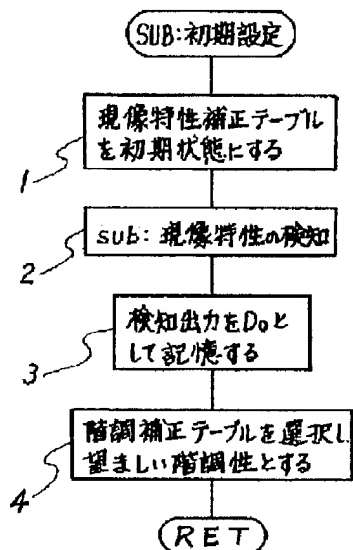 SUB:初期設定
現像特性補正テーブル
を初期状態にする
1
sub: 現像特性の検知
2
検知出力をD0と
して記憶する
3
階調補正テーブルを選択し
望ましい階調性とする
4
RET